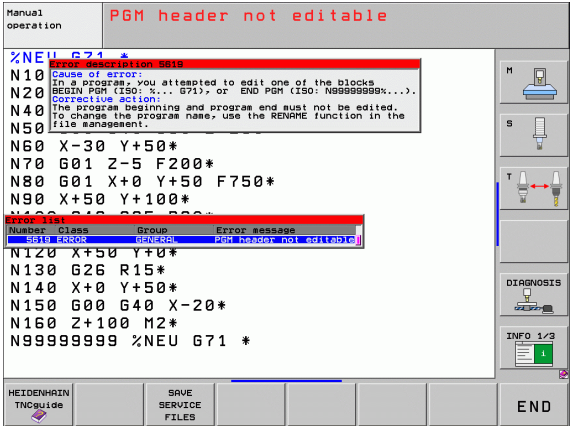 Manual
operation
PGM header not editable
%NEU G71 *
Error description 5619
Cause of error:
In a program, you attempted to edit one of the blocks
BEGIN PGM (ISO: %... G71), or END PGM (ISO: N99999999%...).
Corrective action:
The program beginning and program end must not be edited.
To change the program name, use the RENAME function in the
file management.
N10
N20
N40
N50
N60 X-30 Y+50*
N70 G01 Z-5 F200*
N80 G01 X+0 Y+50 F750*
N90 X+50 Y+100*
Error list
Number Class Group Error message
5619 ERROR GENERAL PGM header not editable
N120 X+50 Y+0*
N130 G26 R15*
N140 X+0 Y+50*
N150 G00 G40 X-20*
N160 Z+100 M2*
N99999999 %NEU G71 *
M
S
T
DIAGNOSIS
INFO 1/3
HEIDENHAIN
TNCguide
SAVE
SERVICE
FILES
END